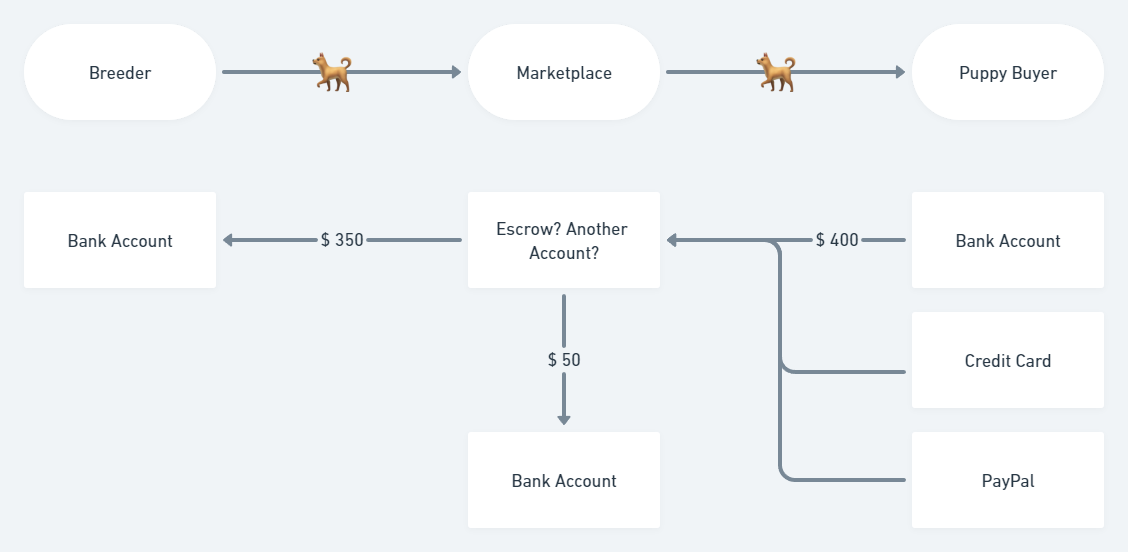 Breeder
Marketplace
Puppy Buyer
Bank Account
$ 350
Escrow? Another
Account?
$ 400
Bank Account
$ 50
Credit Card
Bank Account
PayPal